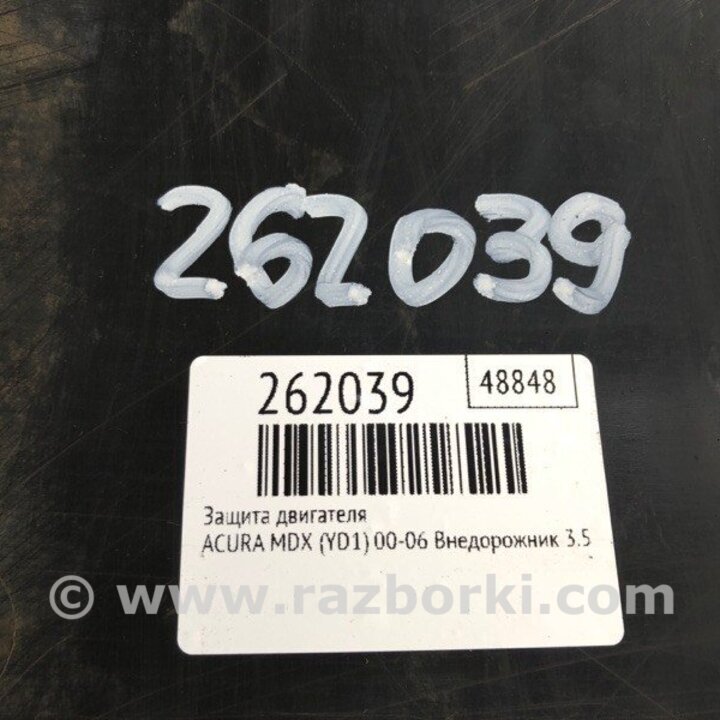 262039
262039
48848
Защита двигателя
ACURA MDX (YD1) 00-06 Внедорожник 3.5
© www.razborki.com